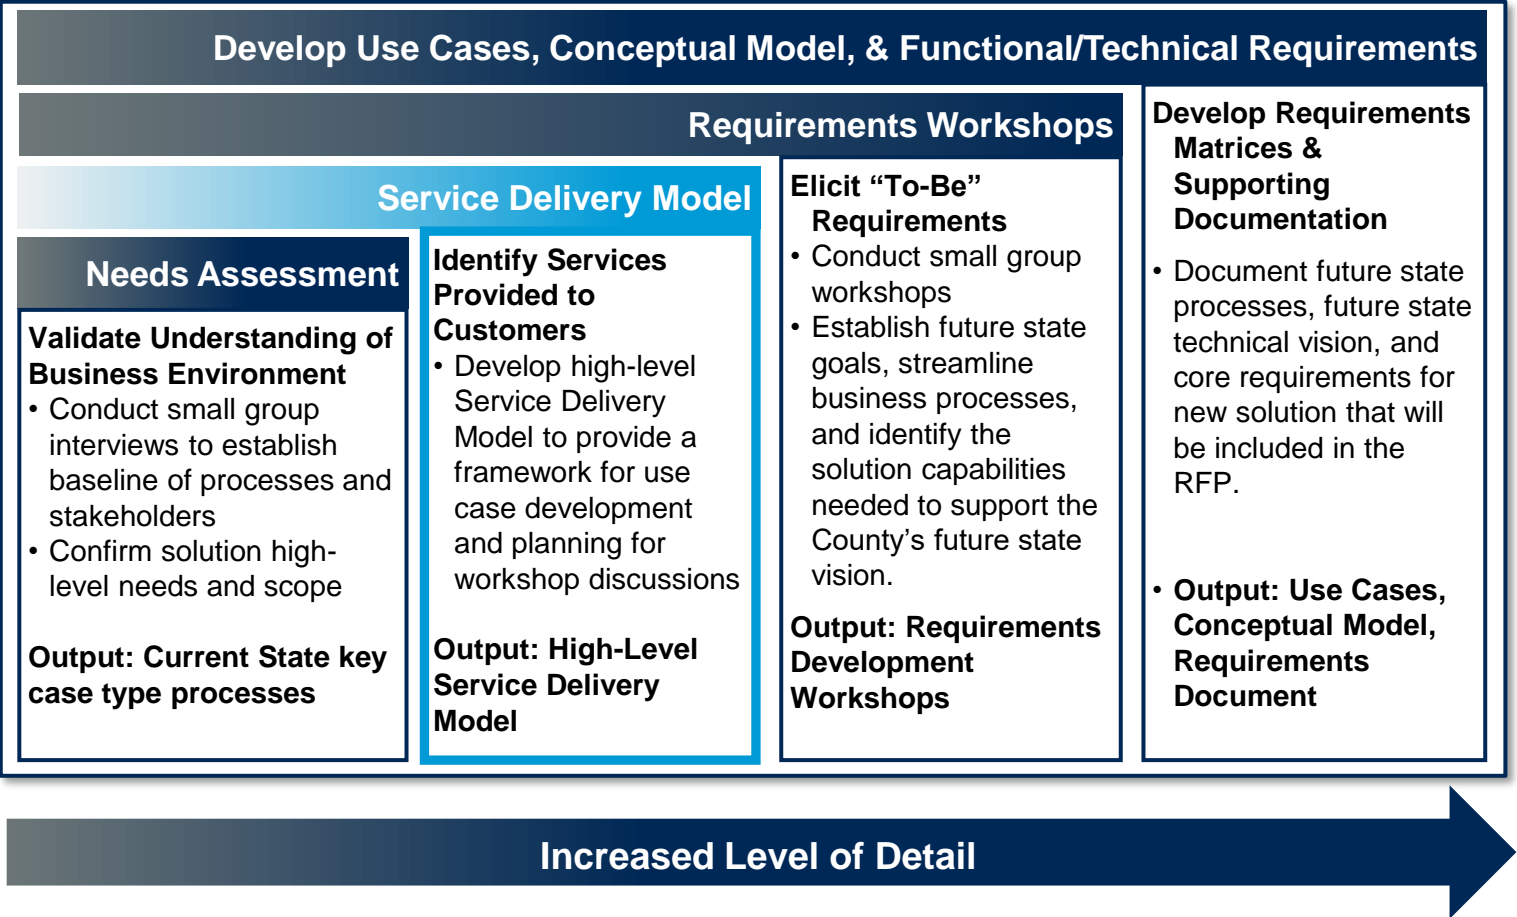 Develop Use Cases, Conceptual Model, & Functional/Technical Requirements
Requirements Workshops
Service Delivery Model
Needs Assessment
Validate Understanding of
Business Environment
• Conduct small group
interviews to establish
baseline of processes and
stakeholders
• Confirm solution high-
level needs and scope
Output: Current State key
case type processes
Identify Services
Provided to
Customers
• Develop high-level
Service Delivery
Model to provide a
framework for use
case development
and planning for
workshop discussions
Output: High-Level
Service Delivery
Model
Elicit “To-Be”
Requirements
• Conduct small group
workshops
• Establish future state
goals, streamline
business processes,
and identify the
solution capabilities
needed to support the
County’s future state
vision.
Output: Requirements
Development
Workshops
Develop Requirements
Matrices &
Supporting
Documentation
• Document future state
processes, future state
technical vision, and
core requirements for
new solution that will
be included in the
RFP.
• Output: Use Cases,
Conceptual Model,
Requirements
Document
Increased Level of Detail